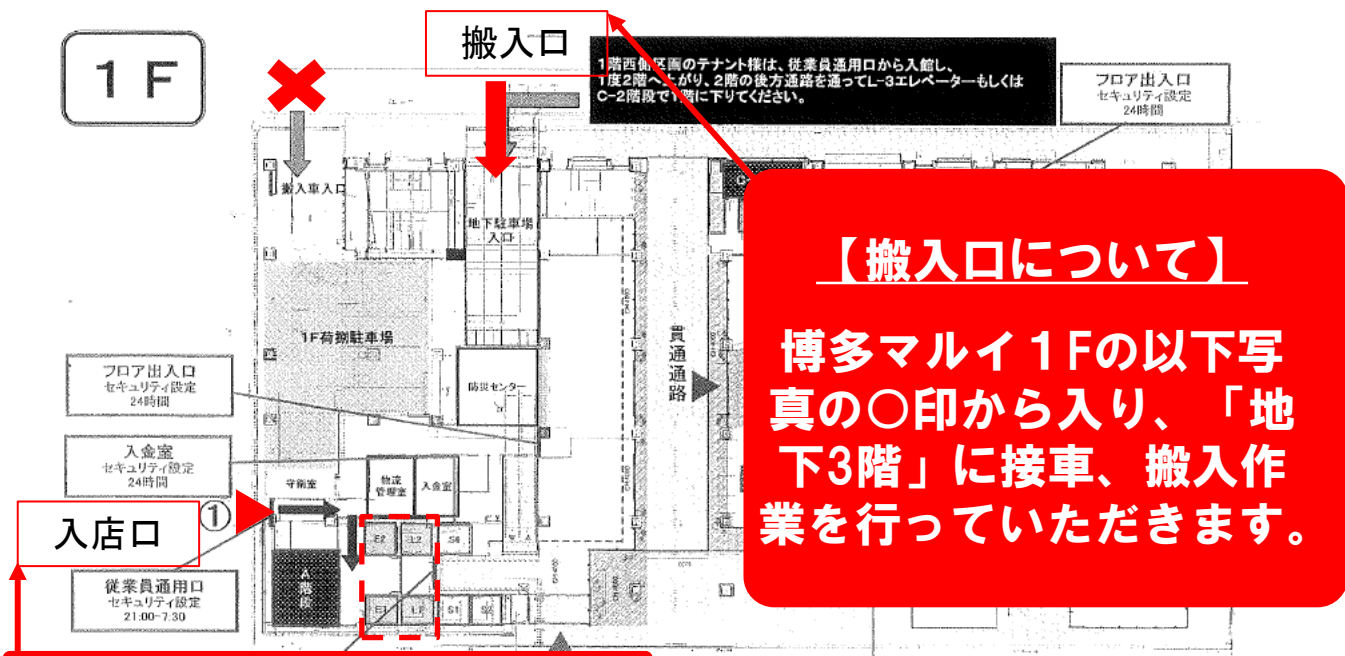 1F
搬入口
1階西側区画のテナント様は、従業員通用口から入館し、
1度2階へ上がり、2階の後方通路を通ってL-3エレベーターもしくは
C-2階段で1階に下りてください。
フロア出入口
セキュリティ設定
24時間
搬入車入口
地下駐車場
入口
【搬入口について】
博多マルイ１Fの以下写
真の○印から入り、「地
下3階」に接車、搬入作
業を行っていただきます。
1F荷捌駐車場
貫通通路
フロア出入口
セキュリティ設定
24時間
防災センター
入金室
セキュリティ設定
24時間
守衛室
物流
管理室
入金室
①
入店口
E2
L2
S4
従業員通用口
セキュリティ設定
21:00-7:30
A階段
E1
L1
S1
S2